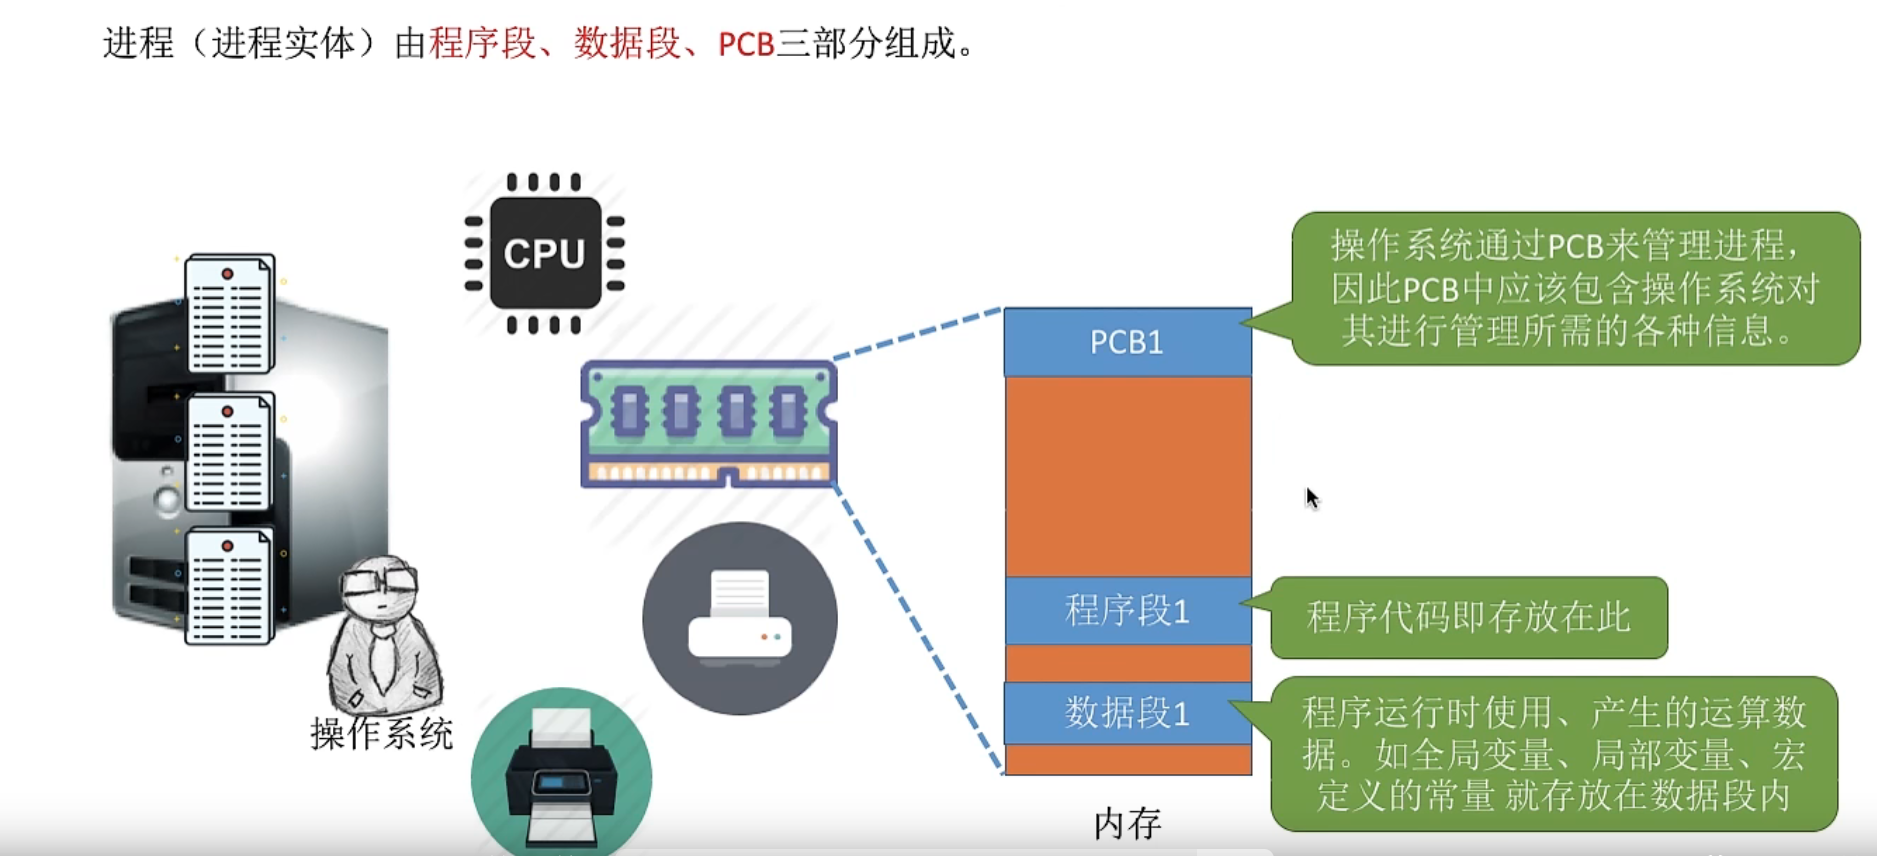 进程（进程实体）由程序段、数据段、PCB三部分组成。
CPU
操作系统通过PCB来管理进程，
因此PCB中应该包含操作系统对
其进行管理所需的各种信息。
PCB1
程序段1
程序代码即存放在此
数据段1
程序运行时使用、产生的运算数
据。如全局变量、局部变量、宏
定义的常量 就存放在数据段内
操作系统
内存